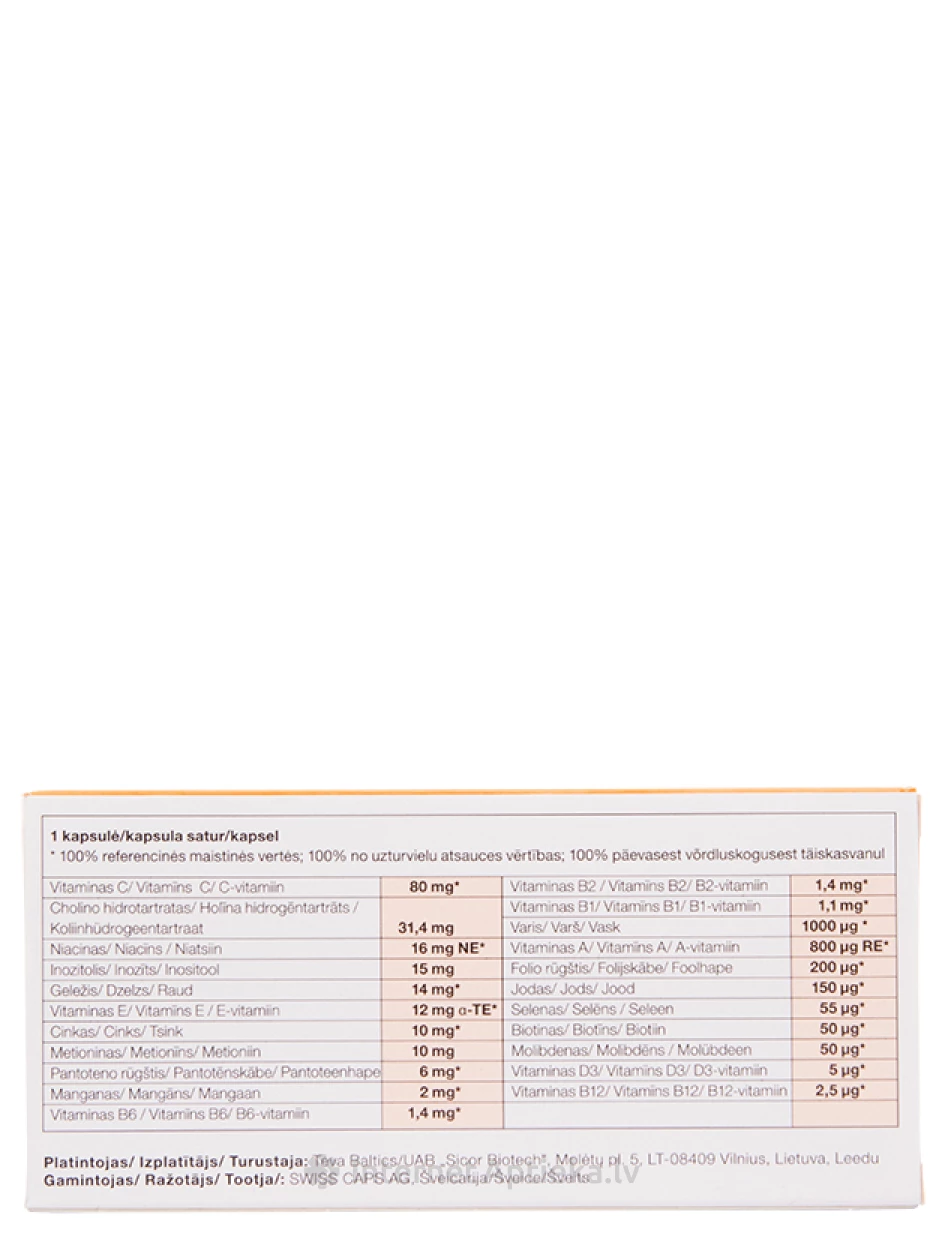 1 kapsulė/kapsula satur/kapsel
* 100% referencinės maistinės vertės; 100% no uzturvielu atsauces vērtības; 100% päevasest võrdluskogusest täiskasvanul
Vitaminas C/ Vitamīns C/ C-vitamiin 80 mg*
Cholino hidrotartratas/ Holīna hidrogēntartrāts /
Koliinhüdrogeentartraat 31,4 mg
Niacinas/ Niacīns / Niatsiin 16 mg NE*
Inozitolis/ Inozīts/ Inositool 15 mg
Geležis/ Dzelzs/ Raud 14 mg*
Vitaminas E/ Vitamīns E / E-vitamiin 12 mg α-TE*
Cinkas/ Cinks/ Tsink 10 mg*
Metioninas/ Metionīns/ Metioniin 10 mg
Pantoteno rūgštis/ Pantotēnskābe/ Pantoteenhape 6 mg*
Manganas/ Mangāns/ Mangaan 2 mg*
Vitaminas B6 / Vitamīns B6/ B6-vitamiin 1,4 mg*
Vitaminas B2 / Vitamīns B2/ B2-vitamiin 1,4 mg*
Vitaminas B1/ Vitamīns B1/ B1-vitamiin 1,1 mg*
Varis/ Varš/ Vask 1000 µg *
Vitaminas A/ Vitamīns A/ A-vitamiin 800 µg RE*
Folio rūgštis/ Folijskābe/ Foolhape 200 µg*
Jodas/ Jods/ Jood 150 µg*
Selenas/ Selēns / Seleen 55 µg*
Biotinas/ Biotīns/ Biotiin 50 µg*
Molibdenas/ Molibdēns / Molübdeen 50 µg*
Vitaminas D3/ Vitamīns D3/ D3-vitamiin 5 µg*
Vitaminas B12/ Vitamīns B12/ B12-vitamiin 2,5 µg*
Platintojas/ Izplatītājs/ Turustaja: Teva Baltics/UAB „Sicor Biotech“, Molėtų pl. 5, LT-08409 Vilnius, Lietuva, Leedu
Gamintojas/ Ražotājs/ Tootja/: SWISS CAPS AG, Šveicarija/Šveice/Šveits
Internet Aptieka.lv